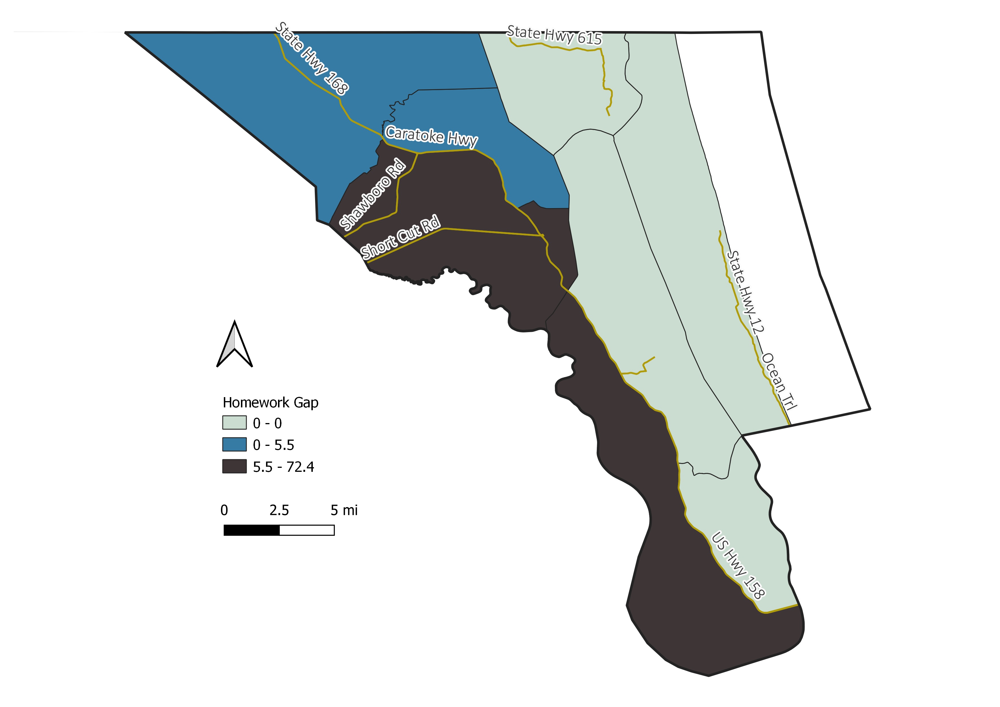 State Hwy 168
State Hwy 615
Caratoke Hwy
Shawboro Rd
Short Cut Rd
State Hwy 12
Ocean Trl
US Hwy 158
Homework Gap
0 - 0
0 - 5.5
5.5 - 72.4
0 2.5 5 mi